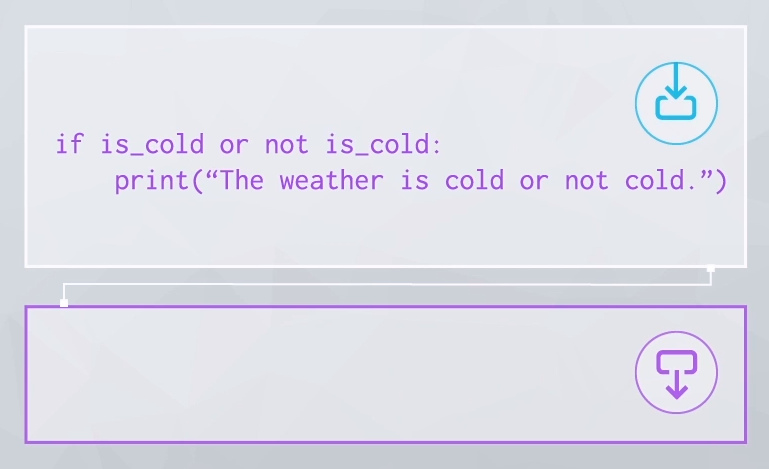 if is_cold or not is_cold:
    print(“The weather is cold or not cold.”)